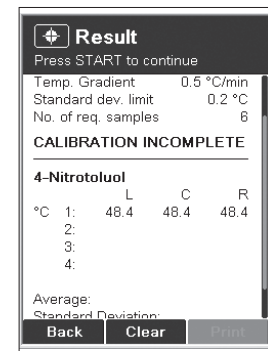 Result
Press START to continue
Temp. Gradient 0.5 °C/min
Standard dev. limit 0.2 °C
No. of req. samples 6
CALIBRATION INCOMPLETE
4-Nitrotoluol
L C R
°C 1: 48.4 48.4 48.4
2:
3:
4:
Average:
Standard Deviation:
Back Clear Print